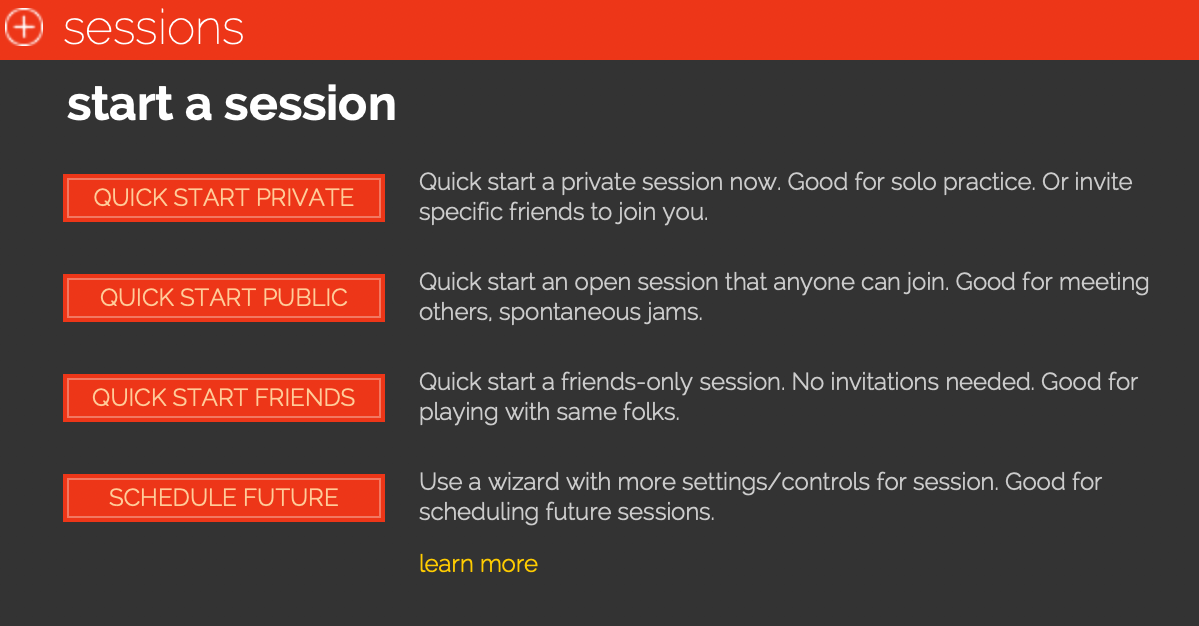 sessions
start a session
QUICK START PRIVATE
Quick start a private session now. Good for solo practice. Or invite
specific friends to join you.
QUICK START PUBLIC
Quick start an open session that anyone can join. Good for meeting
others, spontaneous jams.
QUICK START FRIENDS
Quick start a friends-only session. No invitations needed. Good for
playing with same folks.
SCHEDULE FUTURE
Use a wizard with more settings/controls for session. Good for
scheduling future sessions.
learn more